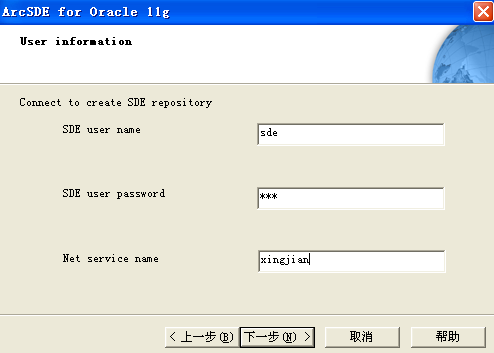 ArcSDE for Oracle 11g
User information
Connect to create SDE repository
SDE user name
sde
SDE user password
***
Net service name
xingjian
< 上一步(B) 下一步(N) > 取消 帮助